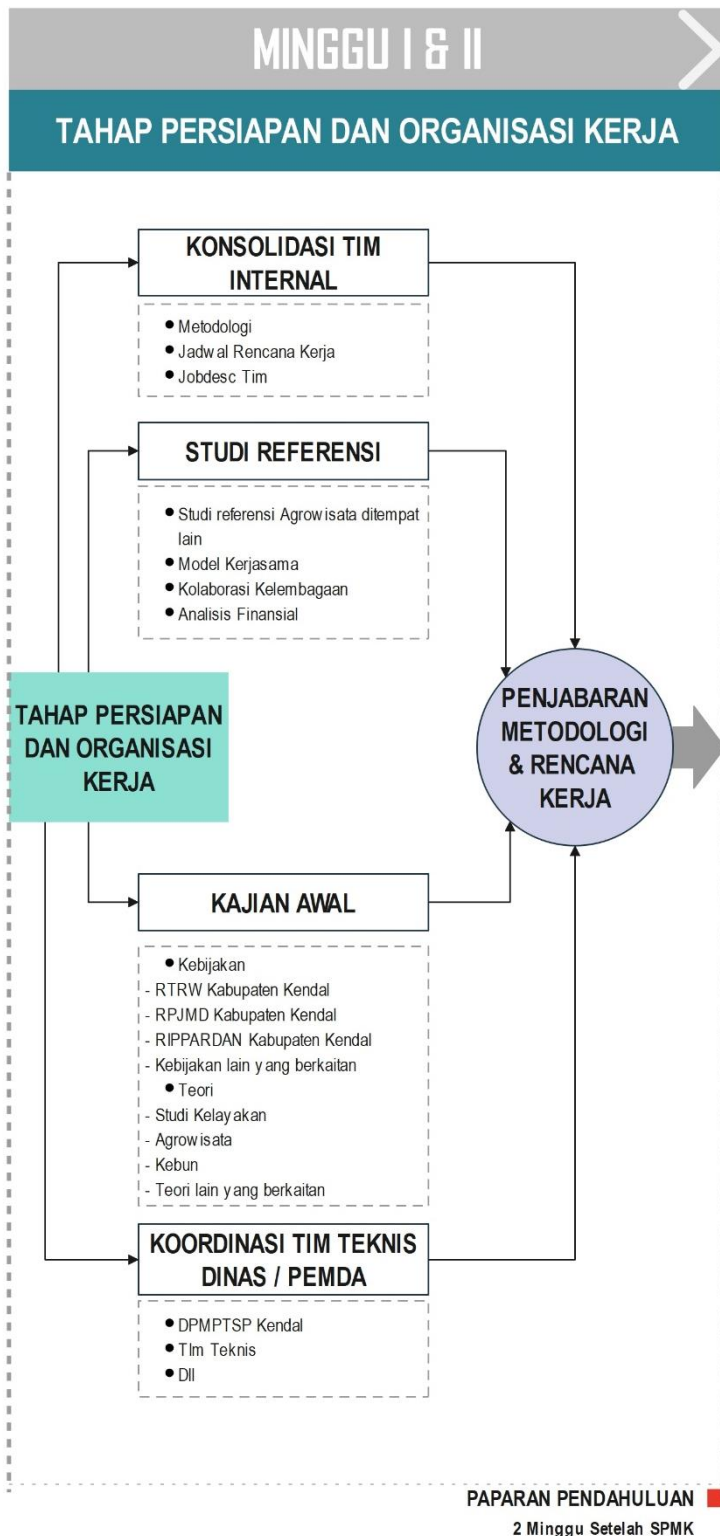 MINGGU I & II
TAHAP PERSIAPAN DAN ORGANISASI KERJA
KONSOLIDASI TIM
INTERNAL
● Metodologi
● Jadwal Rencana Kerja
● Jobdesc Tim
STUDI REFERENSI
● Studi referensi Agrowisata ditempat
lain
● Model Kerjasama
● Kolaborasi Kelembagaan
● Analisis Finansial
TAHAP PERSIAPAN
DAN ORGANISASI
KERJA
PENJABARAN
METODOLOGI
& RENCANA
KERJA
KAJIAN AWAL
● Kebijakan
- RTRW Kabupaten Kendal
- RPJMD Kabupaten Kendal
- RIPPARDAN Kabupaten Kendal
- Kebijakan lain yang berkaitan
● Teori
- Studi Kelayakan
- Agrowisata
- Kebun
- Teori lain yang berkaitan
KOORDINASI TIM TEKNIS
DINAS / PEMDA
● DPMPTSP Kendal
● TIm Teknis
● Dll
PAPARAN PENDAHULUAN
2 Minggu Setelah SPMK